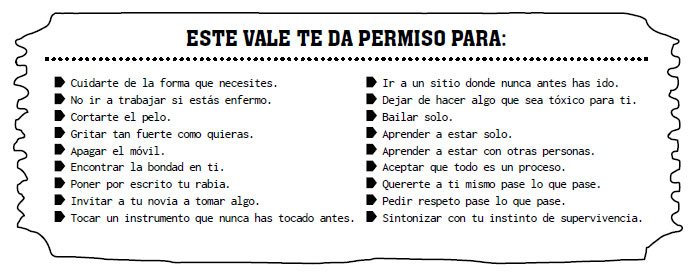 ESTE VALE TE DA PERMISO PARA:
Cuidarte de la forma que necesites.
No ir a trabajar si estás enfermo.
Cortarte el pelo.
Gritar tan fuerte como quieras.
Apagar el móvil.
Encontrar la bondad en ti.
Poner por escrito tu rabia.
Invitar a tu novia a tomar algo.
Tocar un instrumento que nunca has tocado antes.
Ir a un sitio donde nunca antes has ido.
Dejar de hacer algo que sea tóxico para ti.
Bailar solo.
Aprender a estar solo.
Aprender a estar con otras personas.
Aceptar que todo es un proceso.
Quererte a ti mismo pase lo que pase.
Pedir respeto pase lo que pase.
Sintonizar con tu instinto de supervivencia.